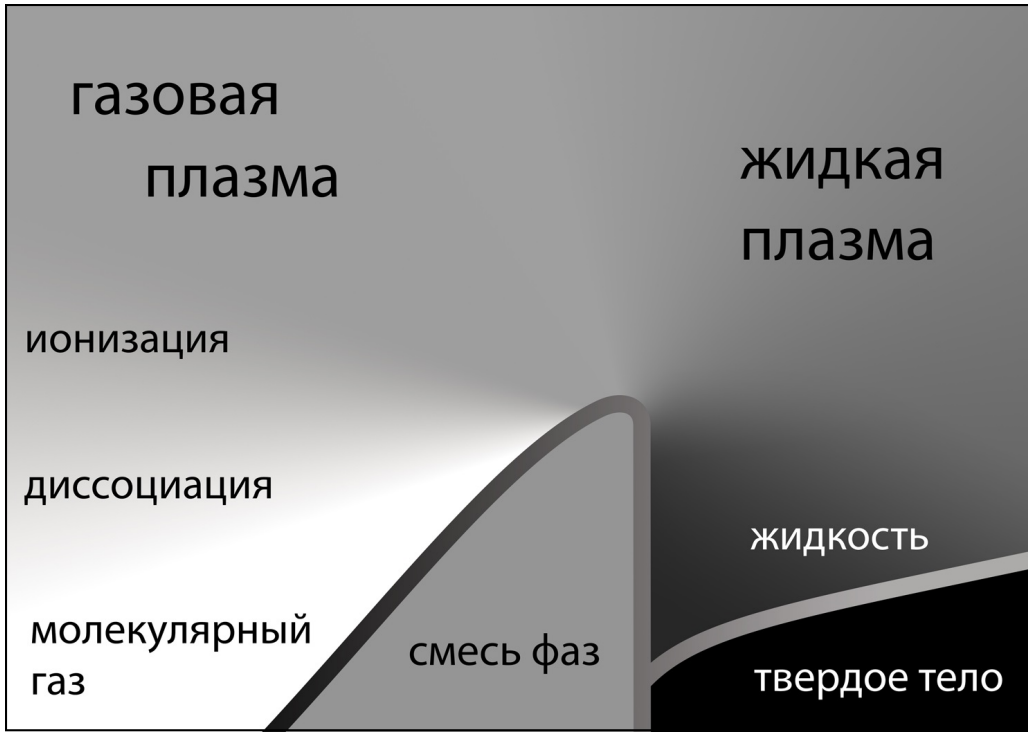 газовая
плазма
жидкая
плазма
ионизация
диссоциация
жидкость
молекулярный
газ
смесь фаз
твердое тело